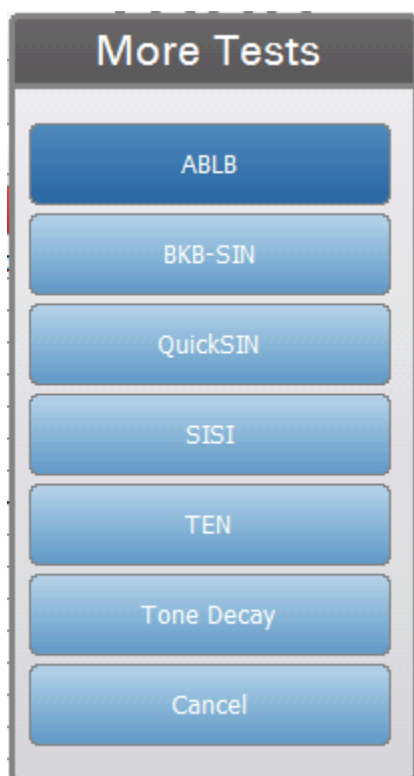 More Tests
ABLB
BKB-SIN
QuickSIN
SISI
TEN
Tone Decay
Cancel